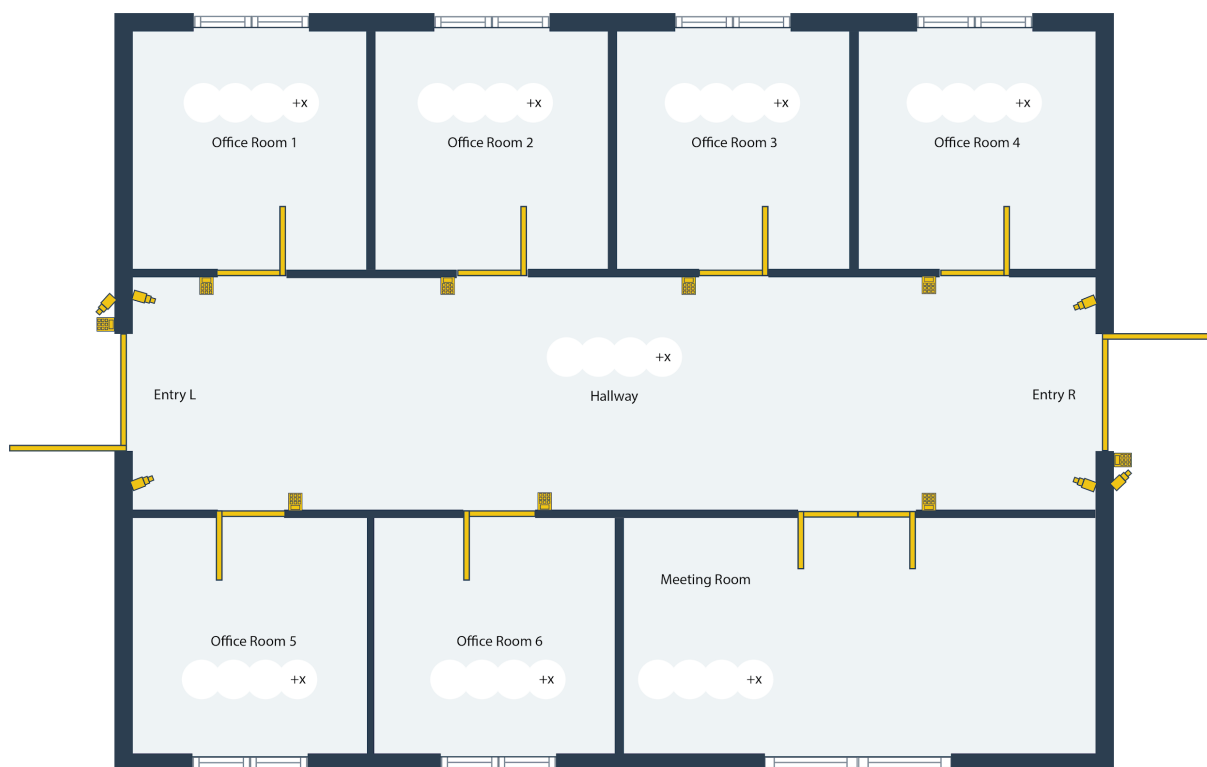 +x
+x
+x
+x
Office Room 1
Office Room 2
Office Room 3
Office Room 4
+x
Entry L
Hallway
Entry R
Meeting Room
Office Room 5
Office Room 6
+x
+x
+x